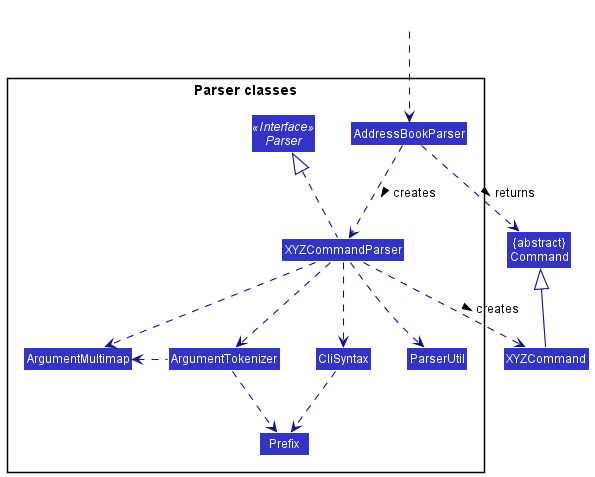 Parser classes
«Interface»
Parser
AddressBookParser
creates
returns
XYZCommandParser
{abstract}
Command
creates
ArgumentMultimap
ArgumentTokenizer
CliSyntax
ParserUtil
XYZCommand
Prefix